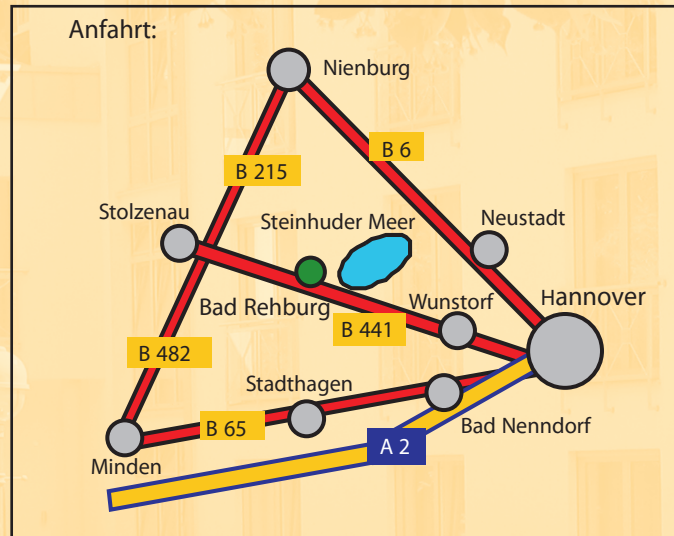 Anfahrt:
Nienburg
B 6
B 215
Stolzenau
Steinhuder Meer
Neustadt
Hannover
Bad Rehburg
Wunstorf
B 441
B 482
Stadthagen
B 65
Bad Nenndorf
A 2
Minden